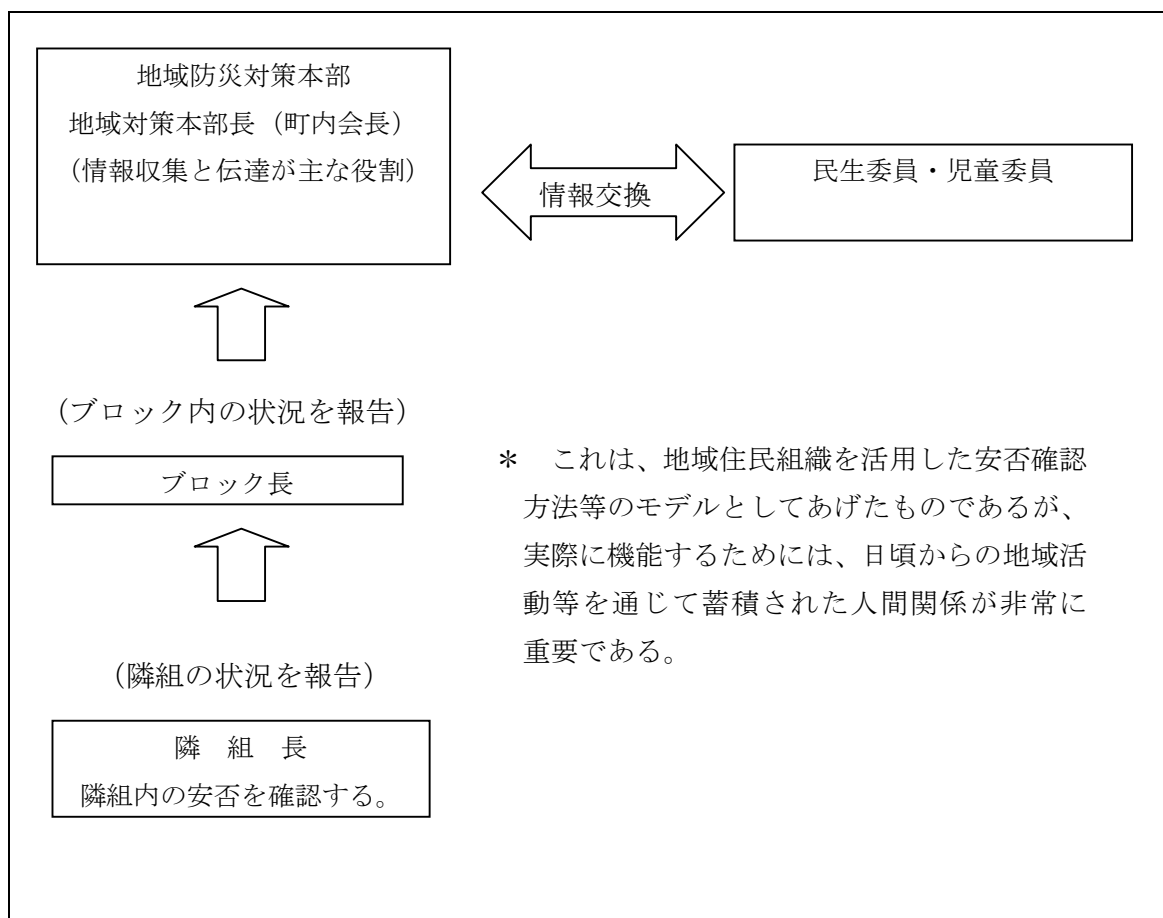 地域防災対策本部
地域対策本部長（町内会長）
（情報収集と伝達が主な役割）
情報交換
民生委員・児童委員
（ブロック内の状況を報告）
ブロック長
（隣組の状況を報告）
隣　組　長
隣組内の安否を確認する。
＊　これは、地域住民組織を活用した安否確認
方法等のモデルとしてあげたものであるが、
実際に機能するためには、日頃からの地域活
動等を通じて蓄積された人間関係が非常に
重要である。